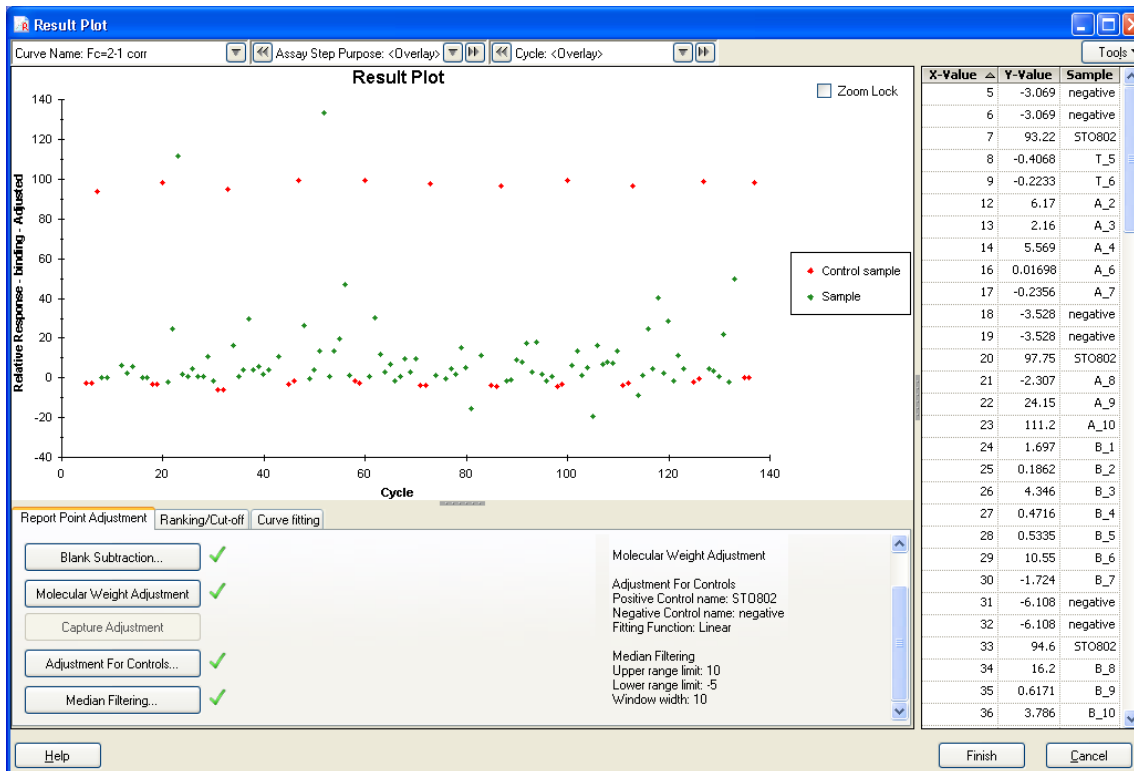 Result Plot
Curve Name: Fc=2-1 corr
Assay Step Purpose: <Overlay>
Cycle: <Overlay>
Tools
Result Plot
Zoom Lock
Relative Response - binding - Adjusted
140
120
100
80
60
40
20
0
-20
-40
0 20 40 60 80 100 120 140
Cycle
Control sample
Sample
X-Value Y-Value Sample
5 -3.069 negative
6 -3.069 negative
7 93.22 STO802
8 -0.4068 T_5
9 -0.2233 T_6
12 6.17 A_2
13 2.16 A_3
14 5.569 A_4
16 0.01698 A_6
17 -0.2356 A_7
18 -3.528 negative
19 -3.528 negative
20 97.75 STO802
21 -2.307 A_8
22 24.15 A_9
23 111.2 A_10
24 1.697 B_1
25 0.1862 B_2
26 4.346 B_3
27 0.4716 B_4
28 0.5335 B_5
29 10.55 B_6
30 -1.724 B_7
31 -6.108 negative
32 -6.108 negative
33 94.6 STO802
34 16.2 B_8
35 0.6171 B_9
36 3.786 B_10
Report Point Adjustment
Ranking/Cut-off
Curve fitting
Blank Subtraction...
Molecular Weight Adjustment
Capture Adjustment
Adjustment For Controls...
Median Filtering...
Molecular Weight Adjustment
Adjustment For Controls
Positive Control name: STO802
Negative Control name: negative
Fitting Function: Linear
Median Filtering
Upper range limit: 10
Lower range limit: -5
Window width: 10
Help
Finish
Cancel